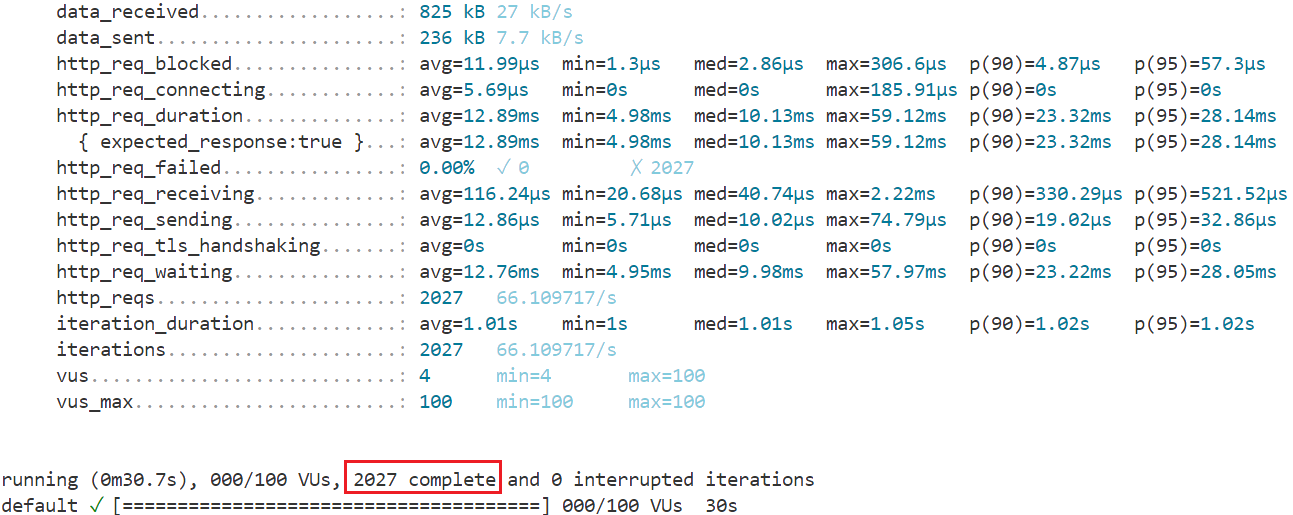 data_received..................: 825 kB 27 kB/s
data_sent......................: 236 kB 7.7 kB/s
http_req_blocked...............: avg=11.99µs min=1.3µs med=2.86µs max=306.6µs p(90)=4.87µs p(95)=57.3µs
http_req_connecting............: avg=5.69µs min=0s med=0s max=185.91µs p(90)=0s p(95)=0s
http_req_duration..............: avg=12.89ms min=4.98ms med=10.13ms max=59.12ms p(90)=23.32ms p(95)=28.14ms
{ expected_response:true }...: avg=12.89ms min=4.98ms med=10.13ms max=59.12ms p(90)=23.32ms p(95)=28.14ms
http_req_failed................: 0.00% ✓ 0 ✗ 2027
http_req_receiving.............: avg=116.24µs min=20.68µs med=40.74µs max=2.22ms p(90)=330.29µs p(95)=521.52µs
http_req_sending...............: avg=12.86µs min=5.71µs med=10.02µs max=74.79µs p(90)=19.02µs p(95)=32.86µs
http_req_tls_handshaking.......: avg=0s min=0s med=0s max=0s p(90)=0s p(95)=0s
http_req_waiting...............: avg=12.76ms min=4.95ms med=9.98ms max=57.97ms p(90)=23.22ms p(95)=28.05ms
http_reqs......................: 2027 66.109717/s
iteration_duration.............: avg=1.01s min=1s med=1.01s max=1.05s p(90)=1.02s p(95)=1.02s
iterations.....................: 2027 66.109717/s
vus............................: 4 min=4 max=100
vus_max........................: 100 min=100 max=100
running (0m30.7s), 000/100 VUs, 2027 complete and 0 interrupted iterations
default ✓ [======================================] 000/100 VUs 30s